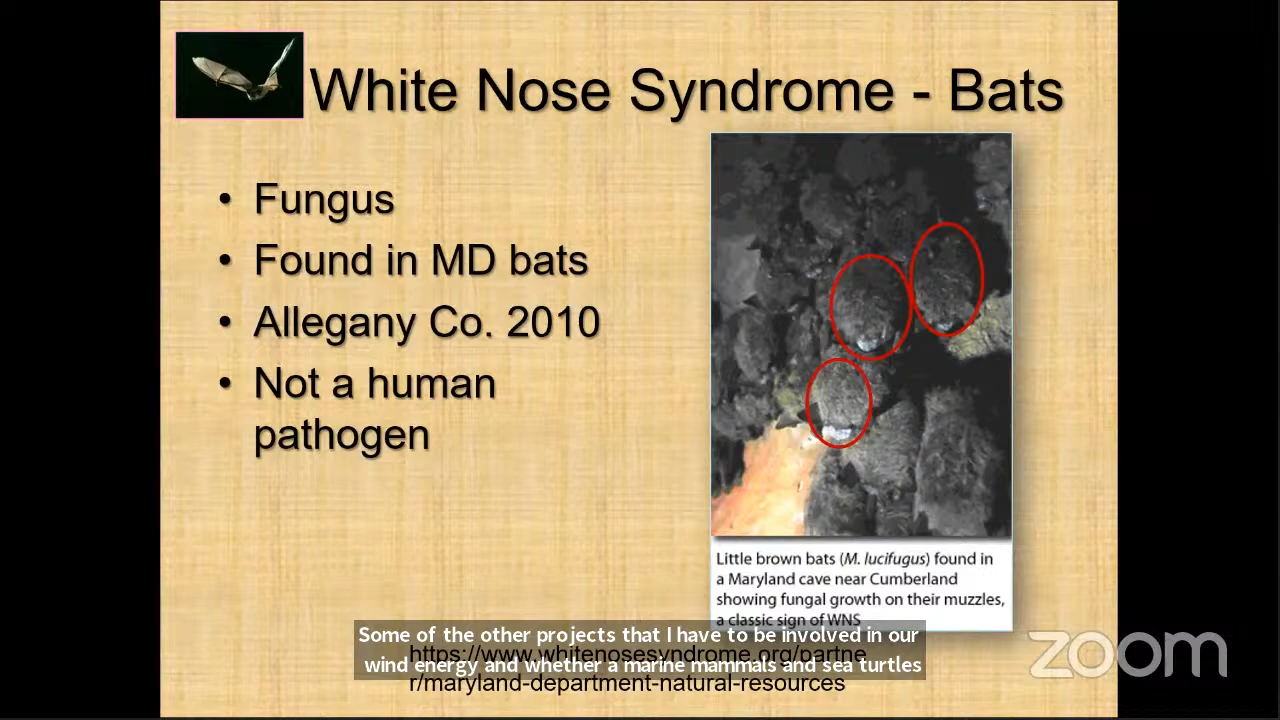 White Nose Syndrome - Bats
• Fungus
• Found in MD bats
• Allegany Co. 2010
• Not a human
pathogen
Little brown bats (M. lucifugus) found in
a Maryland cave near Cumberland
showing fungal growth on their muzzles,
a classic sign of WNS
Some of the other projects that I have to be involved in our
wind energy and whether a marine mammals and sea turtles
https://www.whitenosesyndrome.org/partne
r/maryland-department-natural-resources
zoom